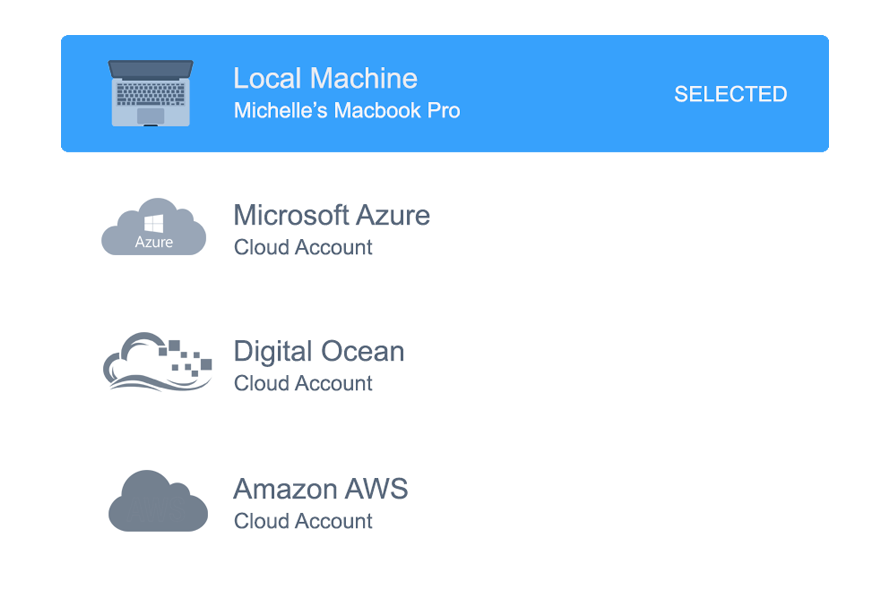 Local Machine
Michelle’s Macbook Pro
SELECTED
Azure
Microsoft Azure
Cloud Account
Digital Ocean
Cloud Account
Amazon AWS
Cloud Account